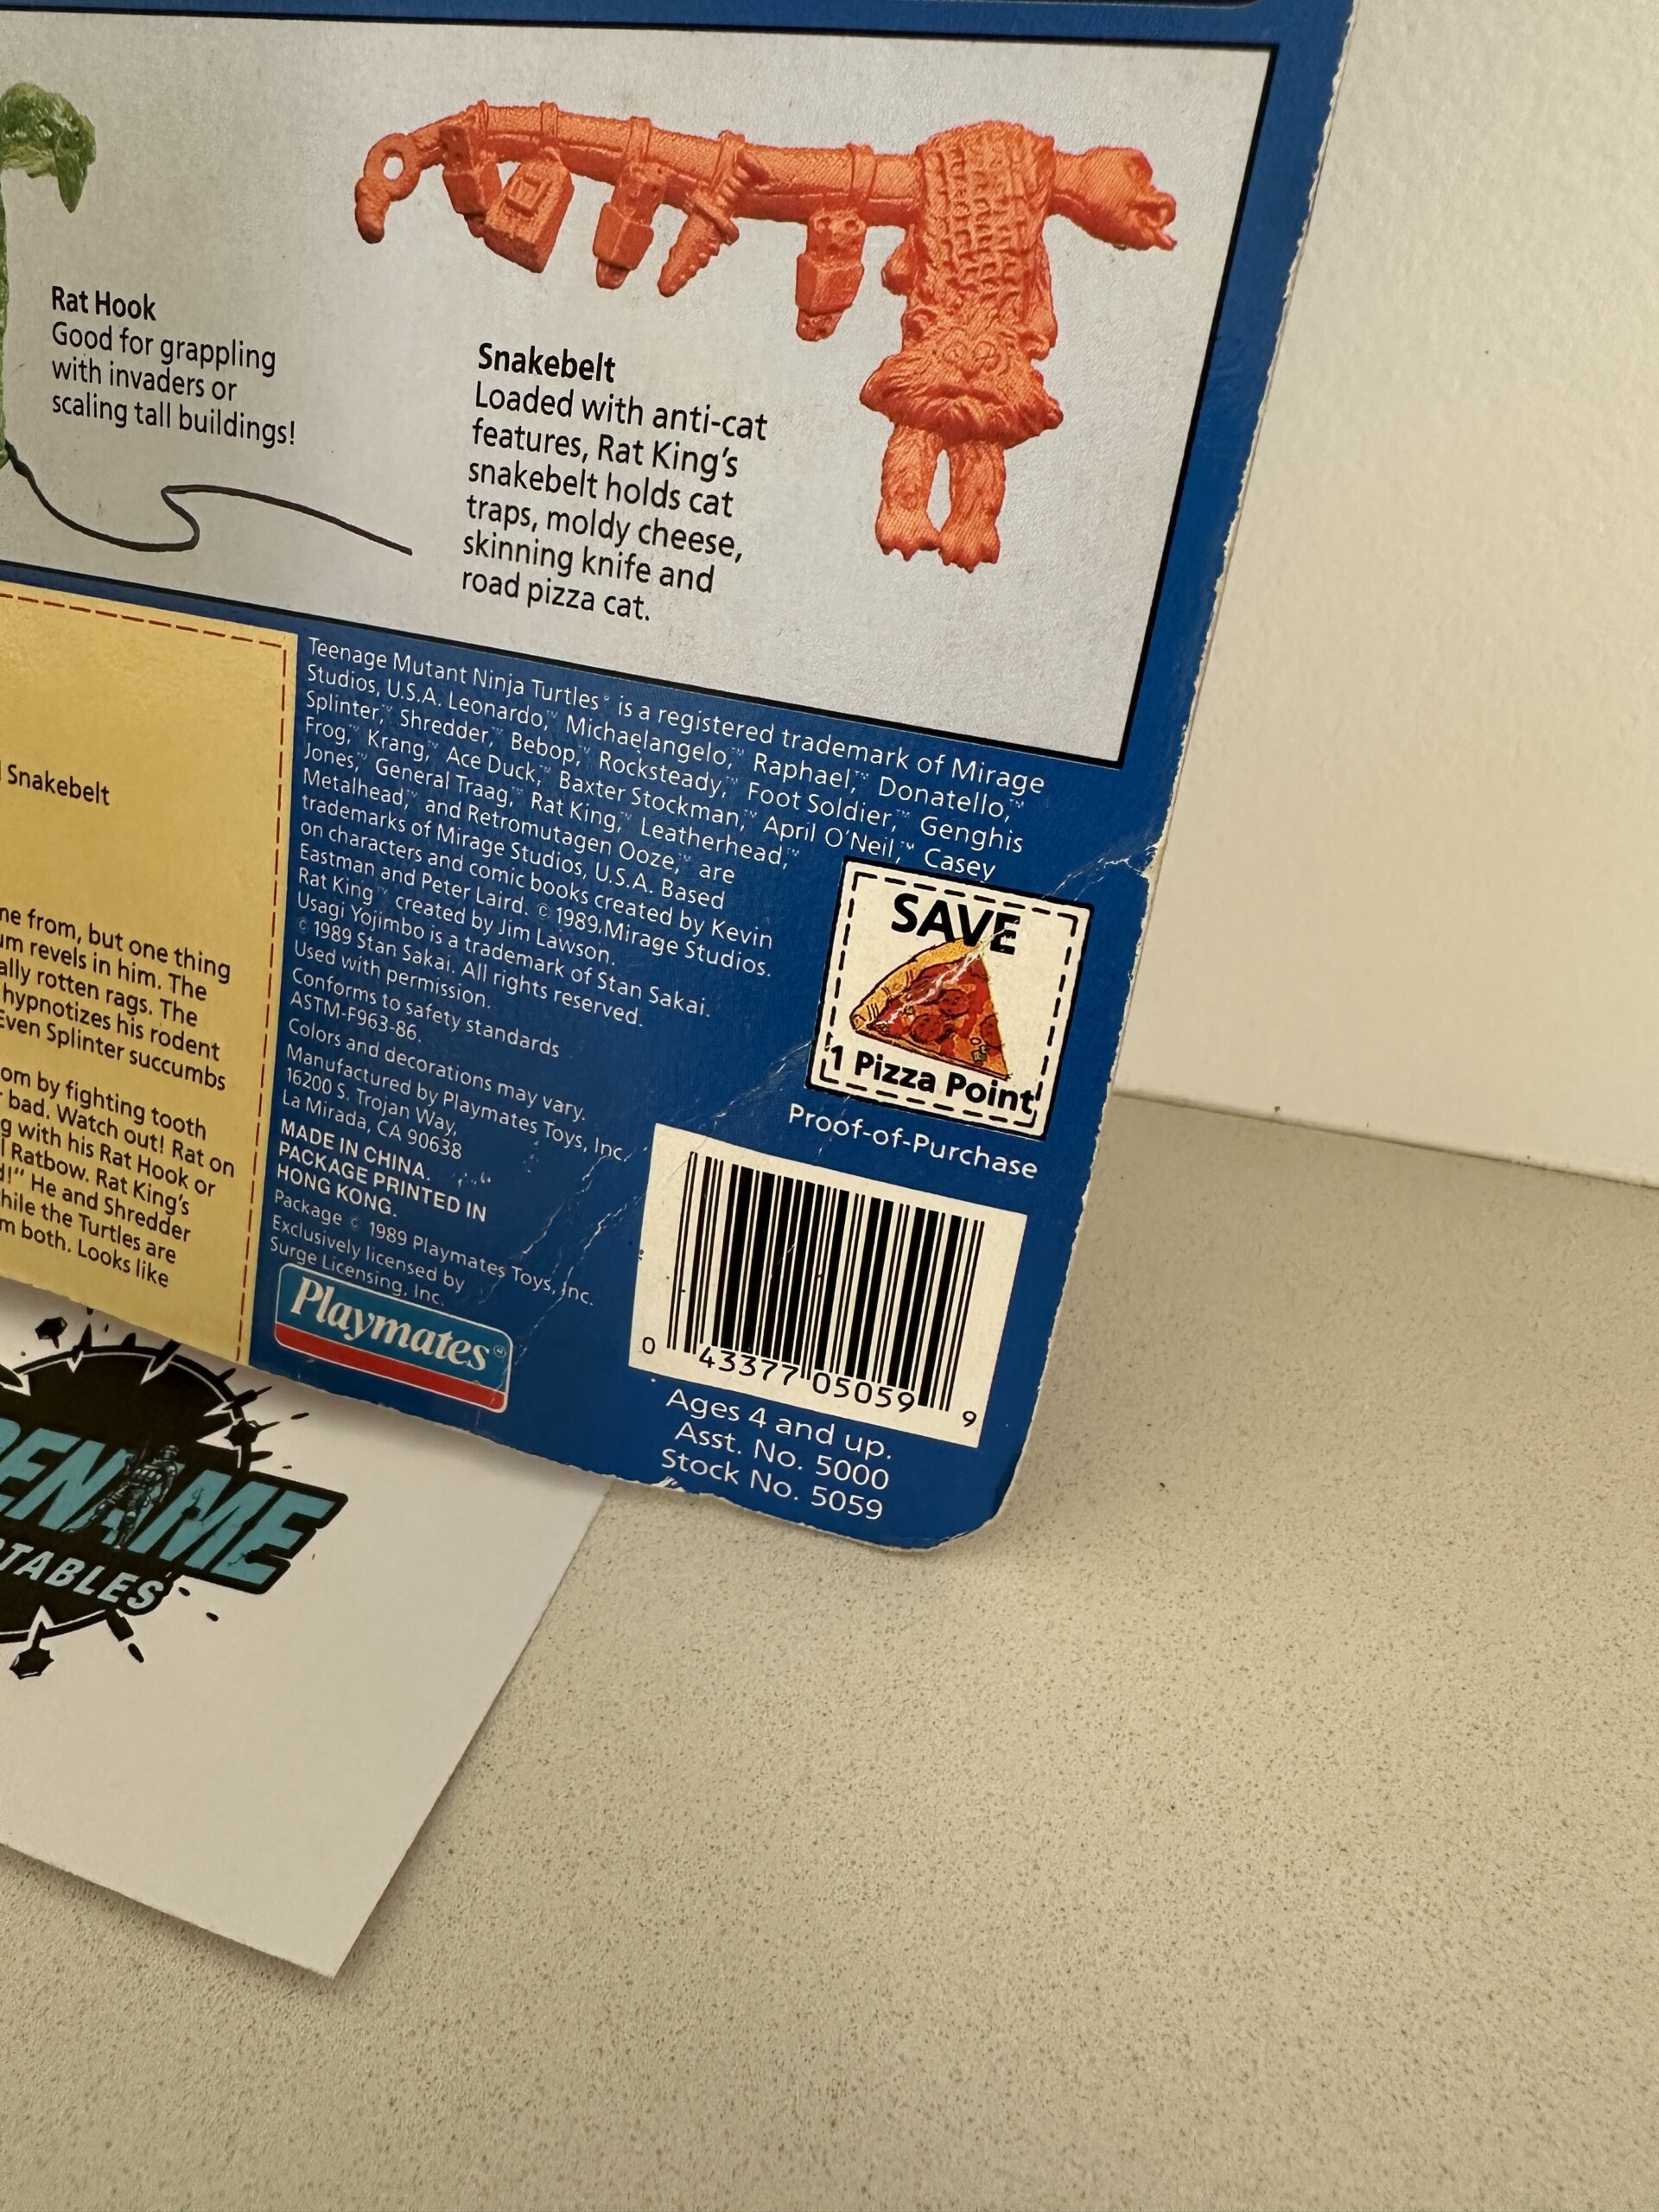 Rat Hook
Good for grappling
with invaders or
scaling tall buildings!
Snakebelt
Loaded with anti-cat
features, Rat King's
snakebelt holds cat
traps, moldy cheese,
skinning knife and
road pizza cat.
Snakebelt
ne from, but one thing
um revels in him. The
ally rotten rags. The
hypnotizes his rodent
Even Splinter succumbs
om by fighting tooth
bad. Watch out! Rat on
g with his Rat Hook or
l Ratbow. Rat King's
d!" He and Shredder
hile the Turtles are
m both. Looks like
Teenage Mutant Ninja Turtles® is a registered trademark of Mirage
Studios, U.S.A. Leonardo,™ Michaelangelo,™ Raphael,™ Donatello,™
Splinter,™ Shredder,™ Bebop,™ Rocksteady,™ Foot Soldier,™ Genghis
Frog,™ Krang,™ Ace Duck,™ Baxter Stockman,™ April O'Neil,™ Casey
Jones,™ General Traag,™ Rat King,™ Leatherhead,™
Metalhead,™ and Retromutagen Ooze,™ are
trademarks of Mirage Studios, U.S.A. Based
on characters and comic books created by Kevin
Eastman and Peter Laird. © 1989 Mirage Studios.
Rat King™ created by Jim Lawson.
Usagi Yojimbo is a trademark of Stan Sakai.
© 1989 Stan Sakai. All rights reserved.
Used with permission.
Conforms to safety standards
ASTM-F963-86.
Colors and decorations may vary.
Manufactured by Playmates Toys, Inc.
16200 S. Trojan Way,
La Mirada, CA 90638
MADE IN CHINA.
PACKAGE PRINTED IN
HONG KONG.
Package © 1989 Playmates Toys, Inc.
Exclusively licensed by
Surge Licensing, Inc.
Playmates®
SAVE
1 Pizza Point
Proof-of-Purchase
0 43377 05059 9
Ages 4 and up.
Asst. No. 5000
Stock No. 5059
ENAME
TABLES